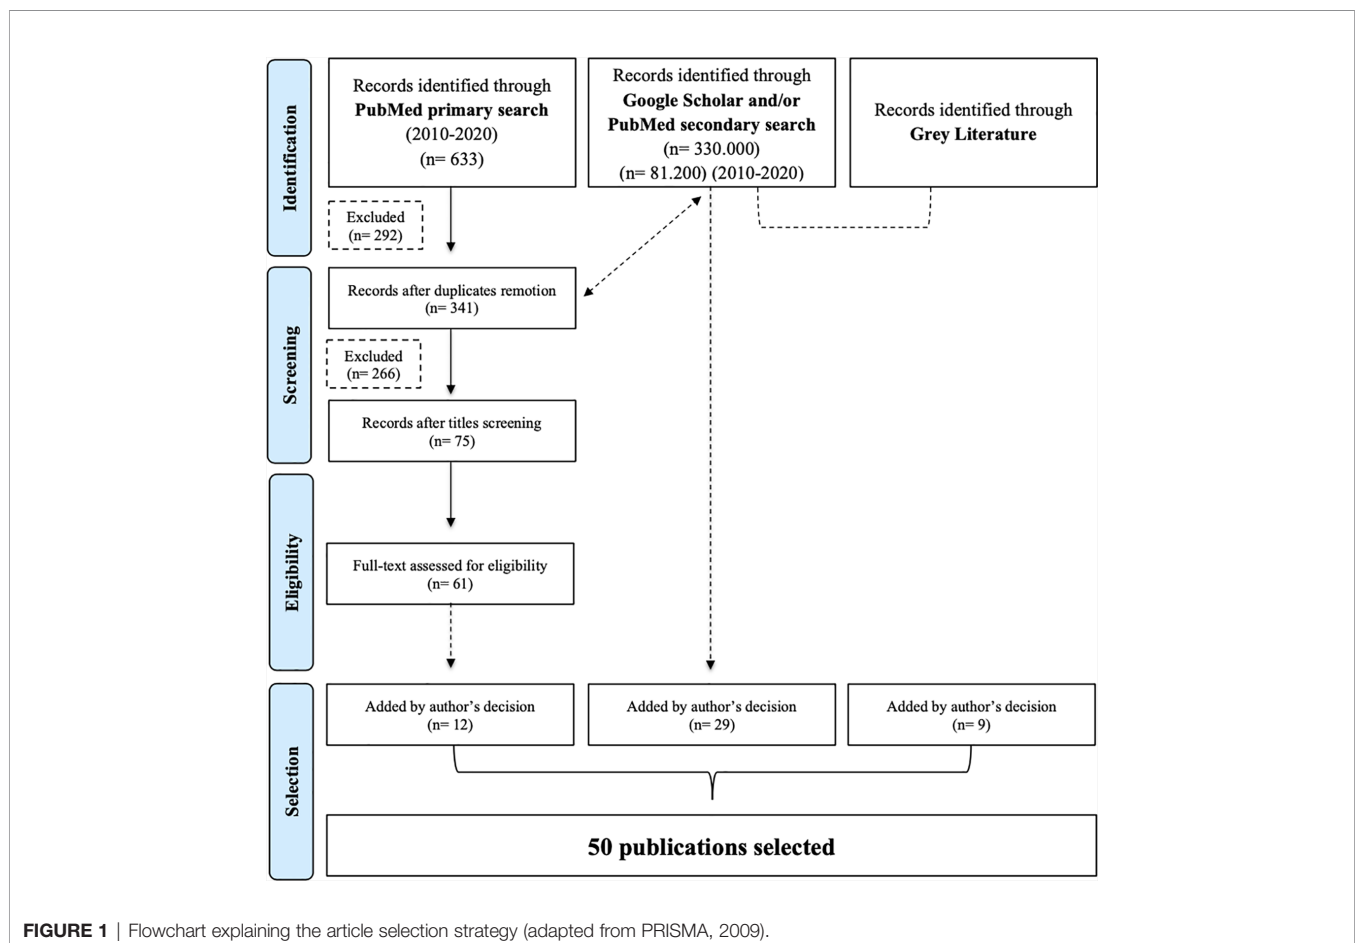 Identification
Records identified through
PubMed primary search
(2010-2020)
(n= 633)
Records identified through
Google Scholar and/or
PubMed secondary search
(n= 330.000)
(n= 81.200) (2010-2020)
Records identified through
Grey Literature
Excluded
(n= 292)
Screening
Records after duplicates remotion
(n= 341)
Excluded
(n= 266)
Records after titles screening
(n= 75)
Eligibility
Full-text assessed for eligibility
(n= 61)
Selection
Added by author’s decision
(n= 12)
Added by author’s decision
(n= 29)
Added by author’s decision
(n= 9)
50 publications selected
FIGURE 1 | Flowchart explaining the article selection strategy (adapted from PRISMA, 2009).